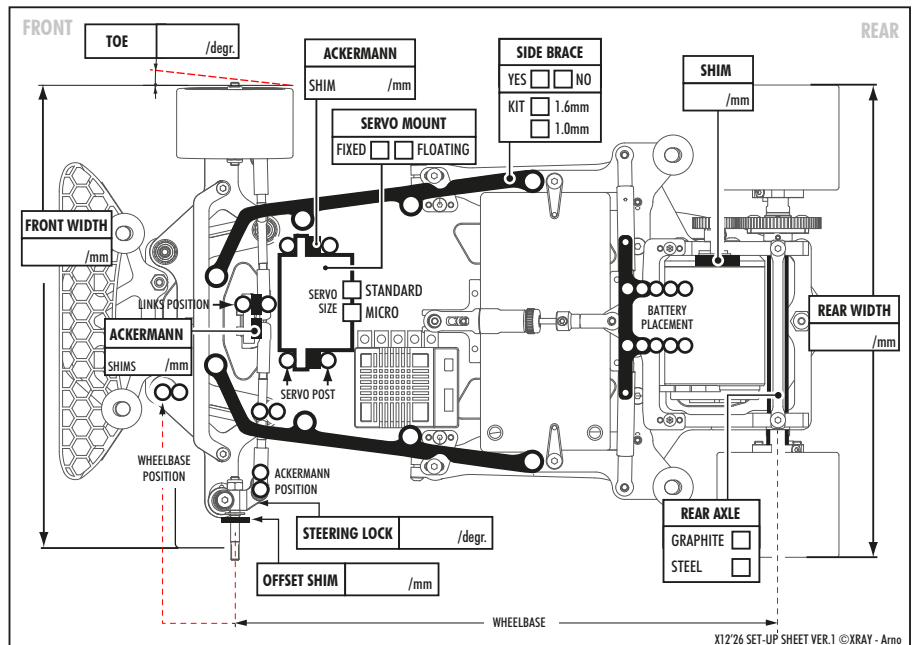 FRONT
REAR
TOE
/degr.
ACKERMANN
SHIM /mm
SIDE BRACE
YES NO
KIT 1.6mm
1.0mm
SHIM
/mm
SERVO MOUNT
FIXED FLOATING
FRONT WIDTH
/mm
LINKS POSITION
SERVO
SIZE
STANDARD
MICRO
BATTERY
PLACEMENT
REAR WIDTH
/mm
ACKERMANN
SHIMS /mm
SERVO POST
WHEELBASE
POSITION
ACKERMANN
POSITION
STEERING LOCK /degr.
REAR AXLE
GRAPHITE
STEEL
OFFSET SHIM /mm
WHEELBASE
X12'26 SET-UP SHEET VER.1 ©XRAY - Arno